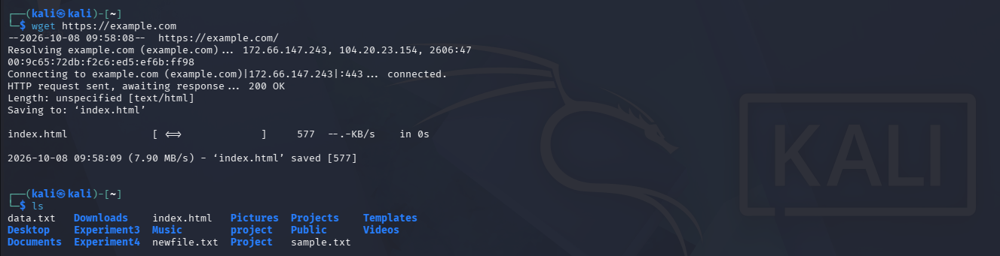 ┌──(kali㉿kali)-[~]
└─$ wget https://example.com
--2026-10-08 09:58:08--  https://example.com/
Resolving example.com (example.com)... 172.66.147.243, 104.20.23.154, 2606:47
00:9c65:72db:f2c6:ed5:ef6b:ff98
Connecting to example.com (example.com)|172.66.147.243|:443... connected.
HTTP request sent, awaiting response... 200 OK
Length: unspecified [text/html]
Saving to: ‘index.html’
index.html              [ <=>             ]     577  --.-KB/s    in 0s
2026-10-08 09:58:09 (7.90 MB/s) - ‘index.html’ saved [577]
┌──(kali㉿kali)-[~]
└─$ ls
data.txt   Downloads    index.html   Pictures  Projects    Templates
Desktop    Experiment3  Music        project   Public      Videos
Documents  Experiment4  newfile.txt  Project   sample.txt
KALI